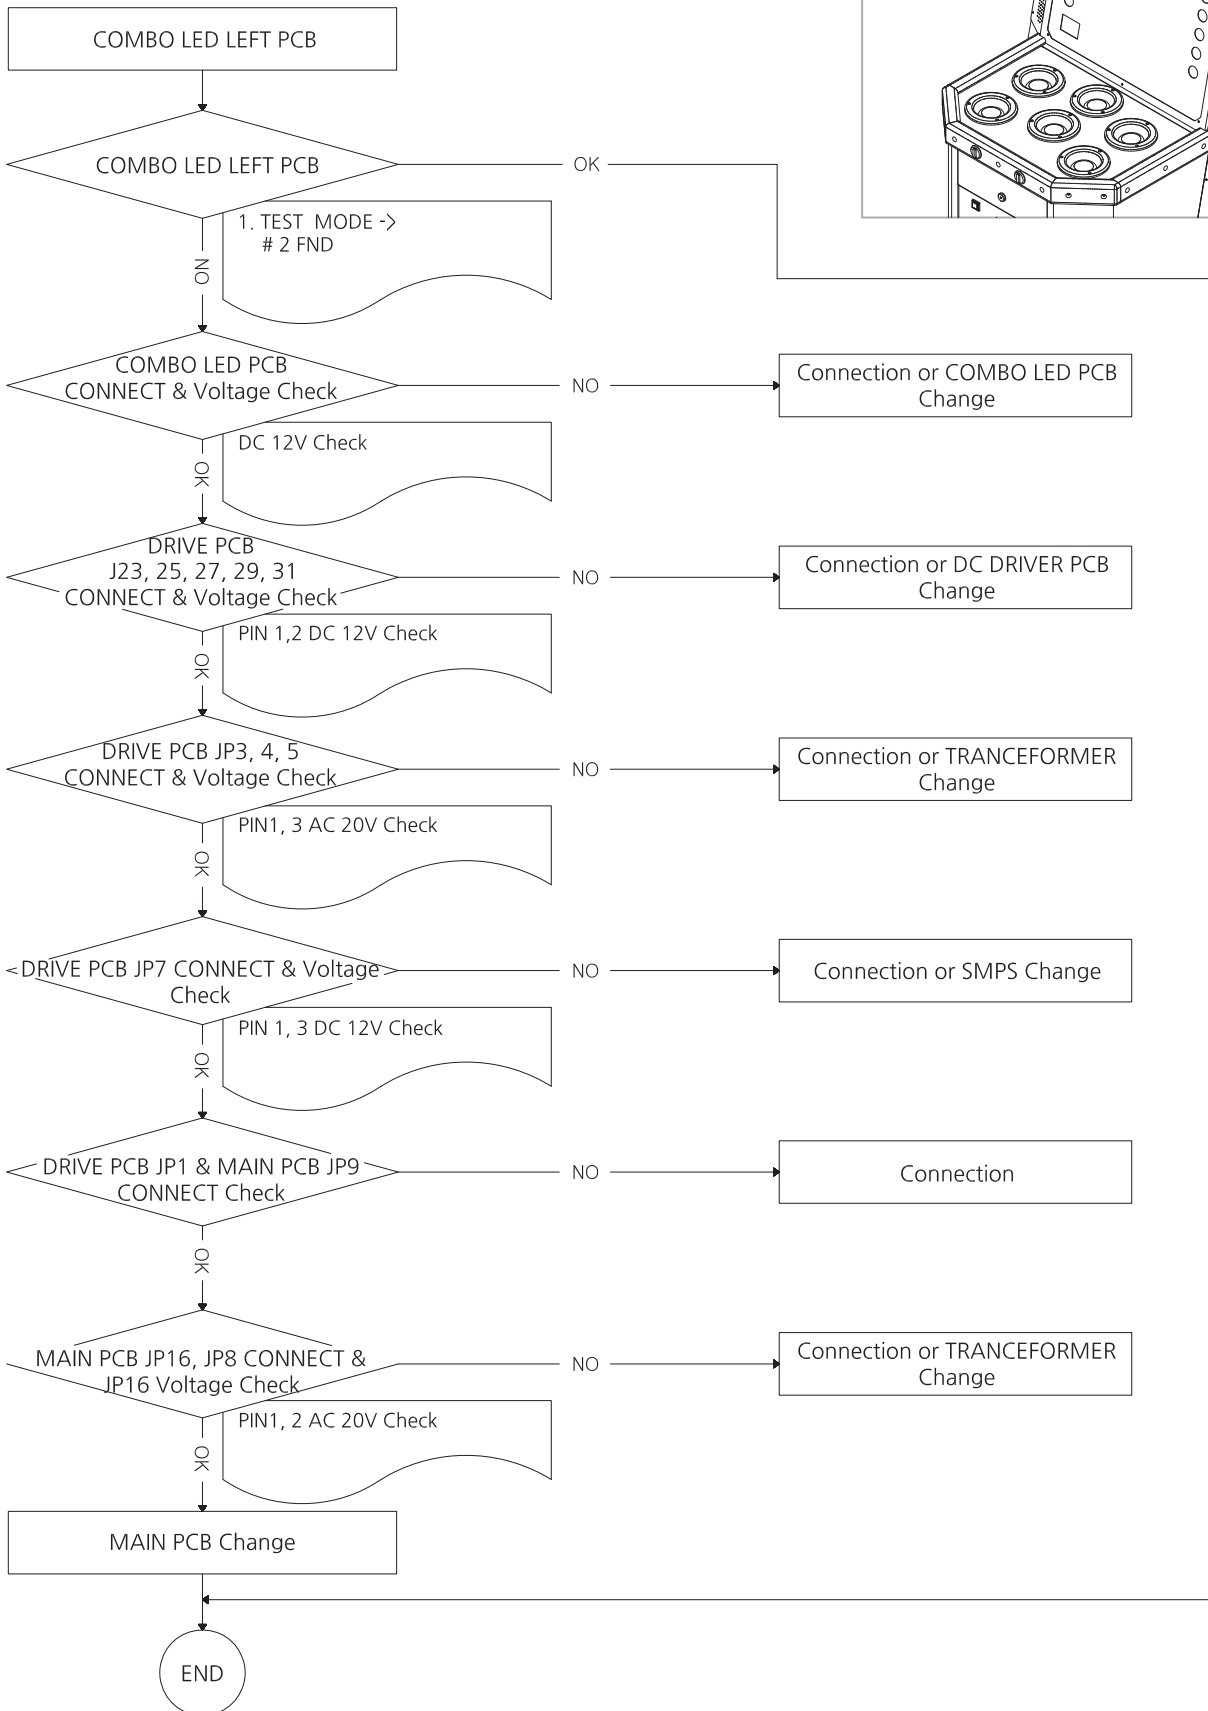 COMBO LED LEFT PCB
COMBO LED LEFT PCB
OK
1. TEST MODE ->
# 2 FND
NO
COMBO LED PCB
CONNECT & Voltage Check
NO
Connection or COMBO LED PCB
Change
DC 12V Check
OK
DRIVE PCB
J23, 25, 27, 29, 31
CONNECT & Voltage Check
NO
Connection or DC DRIVER PCB
Change
PIN 1,2 DC 12V Check
OK
DRIVE PCB JP3, 4, 5
CONNECT & Voltage Check
NO
Connection or TRANCEFORMER
Change
PIN1, 3 AC 20V Check
OK
DRIVE PCB JP7 CONNECT & Voltage
Check
NO
Connection or SMPS Change
PIN 1, 3 DC 12V Check
OK
DRIVE PCB JP1 & MAIN PCB JP9
CONNECT Check
NO
Connection
OK
MAIN PCB JP16, JP8 CONNECT &
JP16 Voltage Check
NO
Connection or TRANCEFORMER
Change
PIN1, 2 AC 20V Check
OK
MAIN PCB Change
END